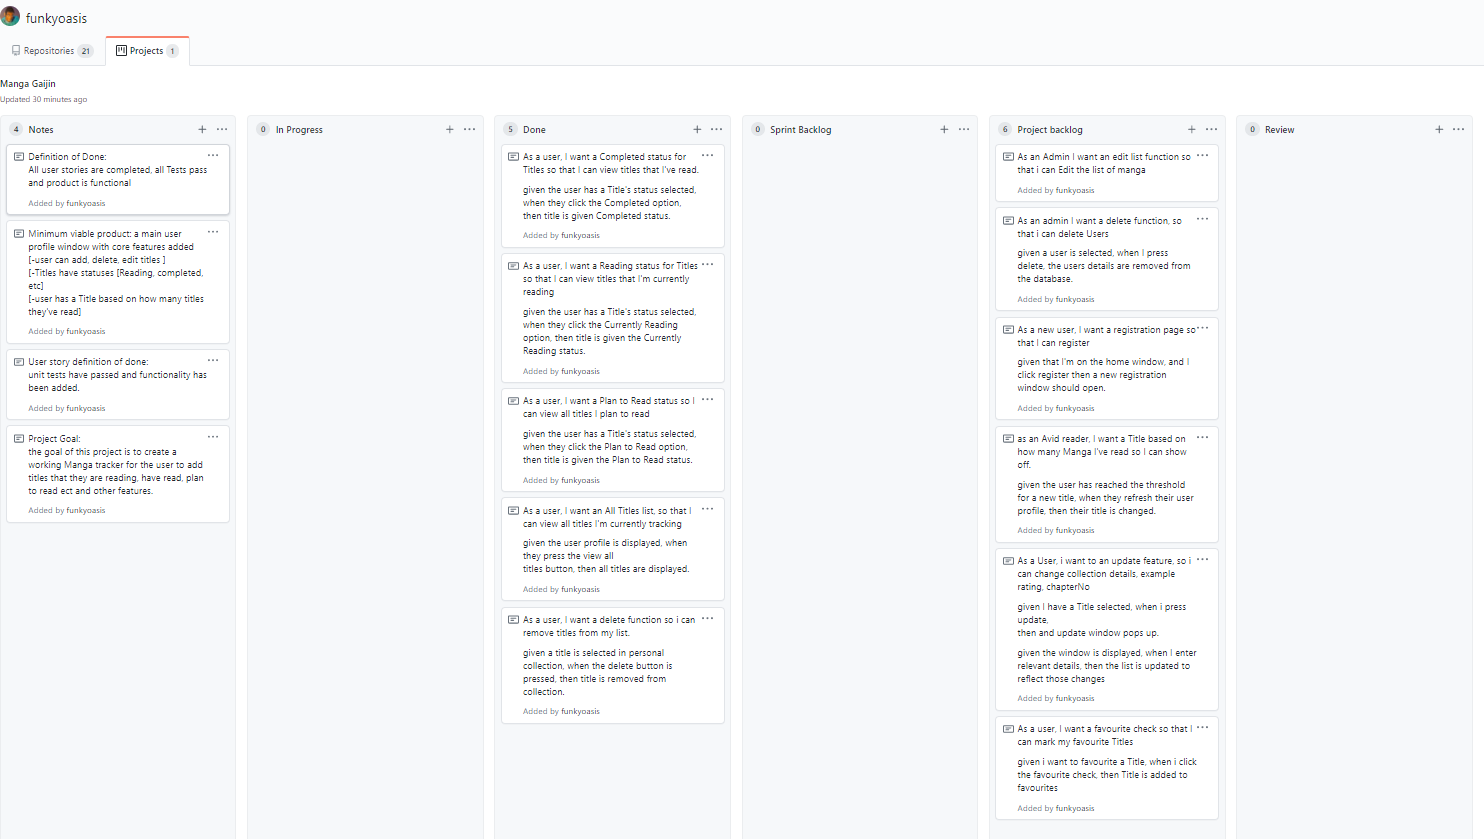 funkyoasis
Repositories 21
Projects 1
Manga Gaijin
Updated 30 minutes ago
4 Notes
Definition of Done:
All user stories are completed, all Tests pass
and product is functional
Added by funkyoasis
Minimum viable product: a main user
profile window with core features added
[-user can add, delete, edit titles ]
[-Titles have statuses [Reading, completed,
etc]
[-user has a Title based on how many titles
they've read]
Added by funkyoasis
User story definition of done:
unit tests have passed and functionality has
been added.
Added by funkyoasis
Project Goal:
the goal of this project is to create a
working Manga tracker for the user to add
titles that they are reading, have read, plan
to read ect and other features.
Added by funkyoasis
0 In Progress
5 Done
As a user, I want a Completed status for
Titles so that I can view titles that I've read.
given the user has a Title's status selected,
when they click the Completed option,
then title is given Completed status.
Added by funkyoasis
As a user, I want a Reading status for Titles
so that I can view titles that I'm currently
reading
given the user has a Title's status selected,
when they click the Currently Reading
option, then title is given the Currently
Reading status.
Added by funkyoasis
As a user, I want a Plan to Read status so I
can view all titles I plan to read
given the user has a Title's status selected,
when they click the Plan to Read option,
then title is given the Plan to Read status.
Added by funkyoasis
As a user, I want an All Titles list, so that I
can view all titles I'm currently tracking
given the user profile is displayed, when
they press the view all
titles button, then all titles are displayed.
Added by funkyoasis
As a user, I want a delete function so i can
remove titles from my list.
given a title is selected in personal
collection, when the delete button is
pressed, then title is removed from
collection.
Added by funkyoasis
0 Sprint Backlog
6 Project backlog
As an Admin I want an edit list function so
that i can Edit the list of manga
Added by funkyoasis
As an admin I want a delete function, so
that i can delete Users
given a user is selected, when I press
delete, the users details are removed from
the database.
Added by funkyoasis
As a new user, I want a registration page so
that I can register
given that I'm on the home window, and I
click register then a new registration
window should open.
Added by funkyoasis
as an Avid reader, I want a Title based on
how many Manga I've read so I can show
off.
given the user has reached the threshold
for a new title, when they refresh their user
profile, then their title is changed.
Added by funkyoasis
As a User, i want to an update feature, so i
can change collection details, example
rating, chapterNo
given I have a Title selected, when i press
update,
then and update window pops up.
given the window is displayed, when I enter
relevant details, then the list is updated to
reflect those changes
Added by funkyoasis
As a user, I want a favourite check so that I
can mark my favourite Titles
given i want to favourite a Title, when i click
the favourite check, then Title is added to
favourites
Added by funkyoasis
0 Review